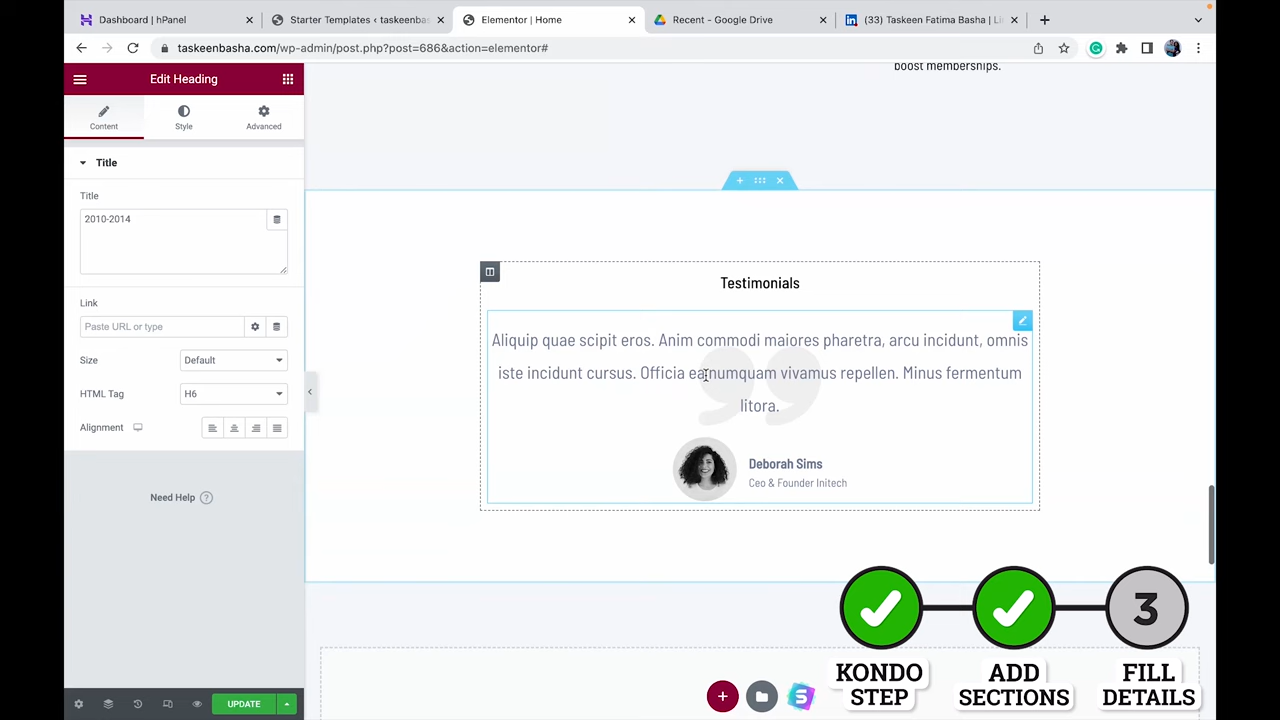 Dashboard | hPanel
Starter Templates ‹ taskeenbas
Elementor | Home
Recent - Google Drive
(33) Taskeen Fatima Basha | Li
taskeenbasha.com/wp-admin/post.php?post=686&action=elementor#
Edit Heading
Content
Style
Advanced
Title
Title
2010-2014
Link
Paste URL or type
Size
Default
HTML Tag
H6
Alignment
Need Help ?
UPDATE
boost memberships.
Testimonials
Aliquip quae scipit eros. Anim commodi maiores pharetra, arcu incidunt, omnis
iste incidunt cursus. Officia ea numquam vivamus repellen. Minus fermentum
litora.
Deborah Sims
Ceo & Founder Initech
3
KONDO
STEP
ADD
SECTIONS
FILL
DETAILS